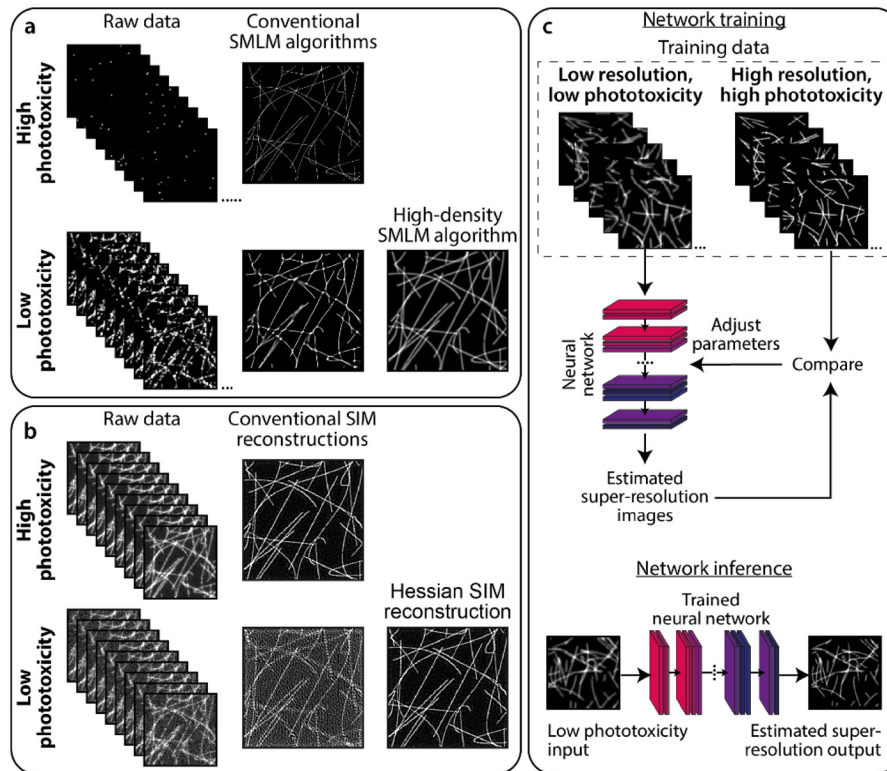 a
Raw data
Conventional
SMLM algorithms
High
phototoxicity
.....
High-density
SMLM algorithm
Low
phototoxicity
...
b
Raw data
Conventional SIM
reconstructions
High
phototoxicity
Hessian SIM
reconstruction
Low
phototoxicity
c
Network training
Training data
Low resolution,
low phototoxicity
High resolution,
high phototoxicity
...
...
Neural
network
Adjust
parameters
Compare
Estimated
super-resolution
images
Network inference
Trained
neural network
Low phototoxicity
input
Estimated super-
resolution output